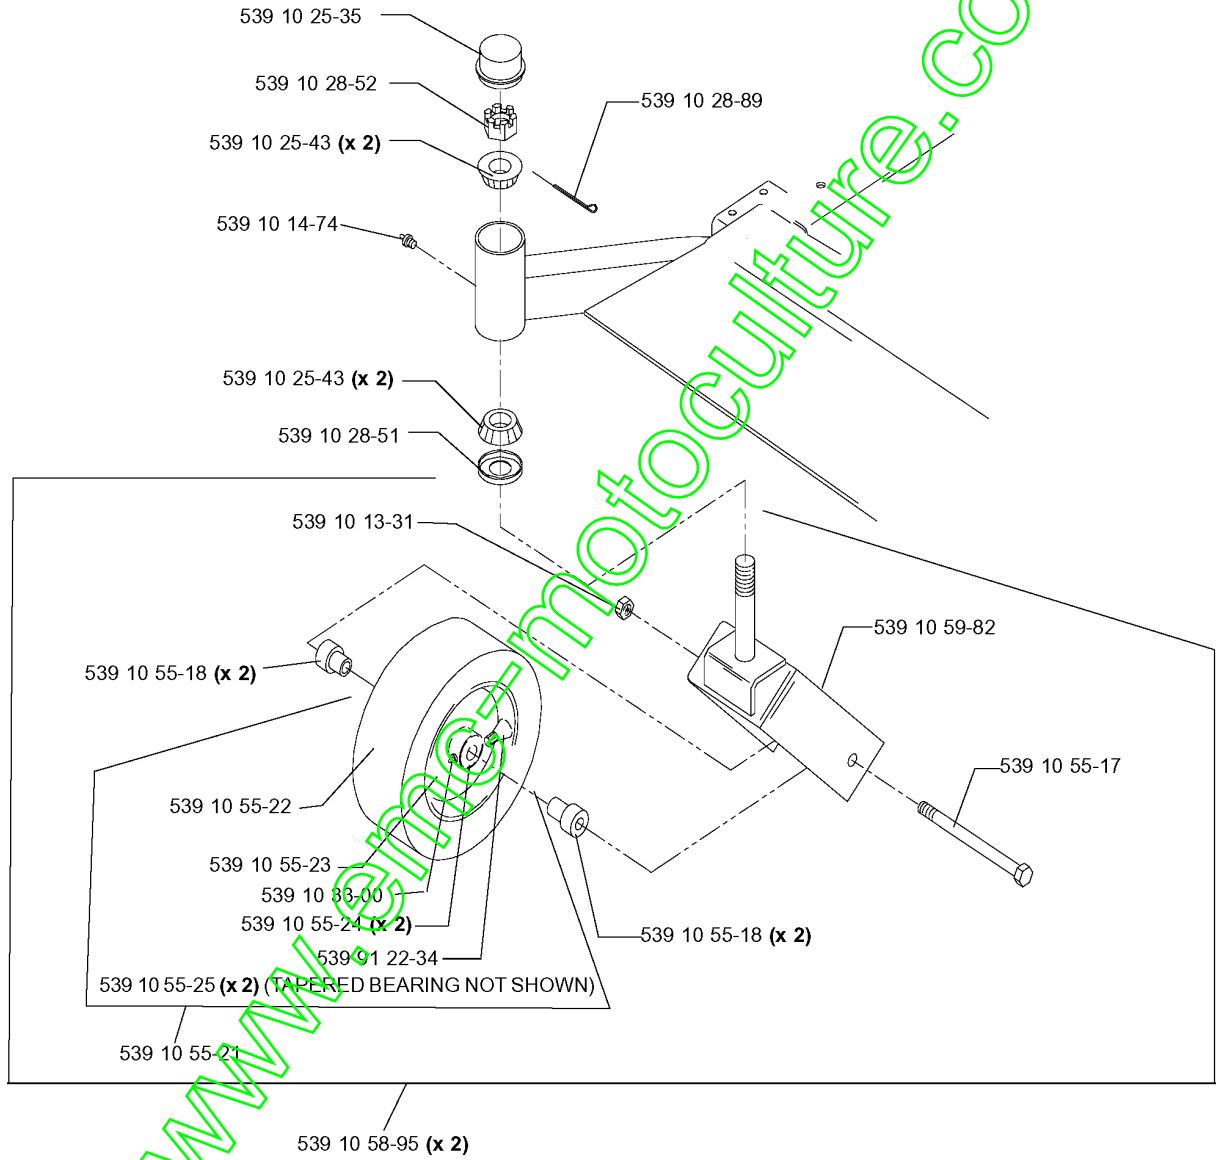 539 10 25-35
539 10 28-52
539 10 28-89
539 10 25-43 (x 2)
539 10 14-74
539 10 25-43 (x 2)
539 10 28-51
539 10 13-31
539 10 59-82
539 10 55-18 (x 2)
539 10 55-17
539 10 55-22
539 10 55-23
539 10 33-00
539 10 55-24 (x 2)
539 10 55-18 (x 2)
539 91 22-34
539 10 55-25 (x 2) (TAPERED BEARING NOT SHOWN)
539 10 55-21
539 10 58-95 (x 2)
www.emc-motoculture.co